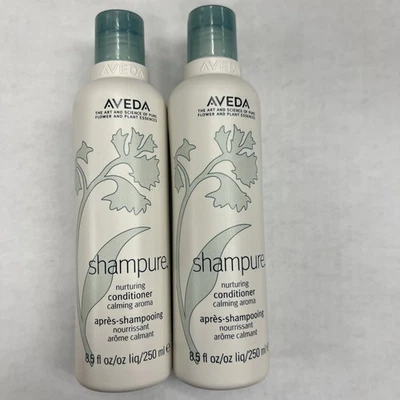 AVEDA
THE ART AND SCIENCE OF PURE
FLOWER AND PLANT ESSENCES
shampure
nurturing
conditioner
calming aroma
après-shampooing
nourrissant
arôme calmant
8.5 fl oz/oz liq/250 ml e
AVEDA
THE ART AND SCIENCE OF PURE
FLOWER AND PLANT ESSENCES
shampure
nurturing
conditioner
calming aroma
après-shampooing
nourrissant
arôme calmant
8.5 fl oz/oz liq/250 ml